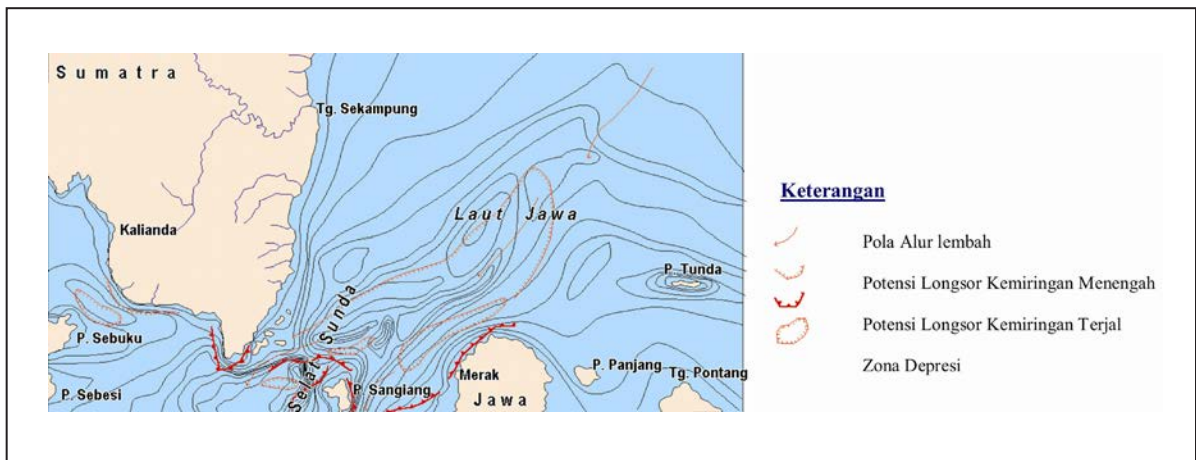 Sumatra
Tg. Sekampung
Kalianda
Laut Jawa
P. Tunda
Selat Sunda
P. Sebuku
P. Sebesi
P. Sangiang
Merak
Jawa
P. Panjang
Tg. Pontang
Keterangan
Pola Alur lembah
Potensi Longsor Kemiringan Menengah
Potensi Longsor Kemiringan Terjal
Zona Depresi